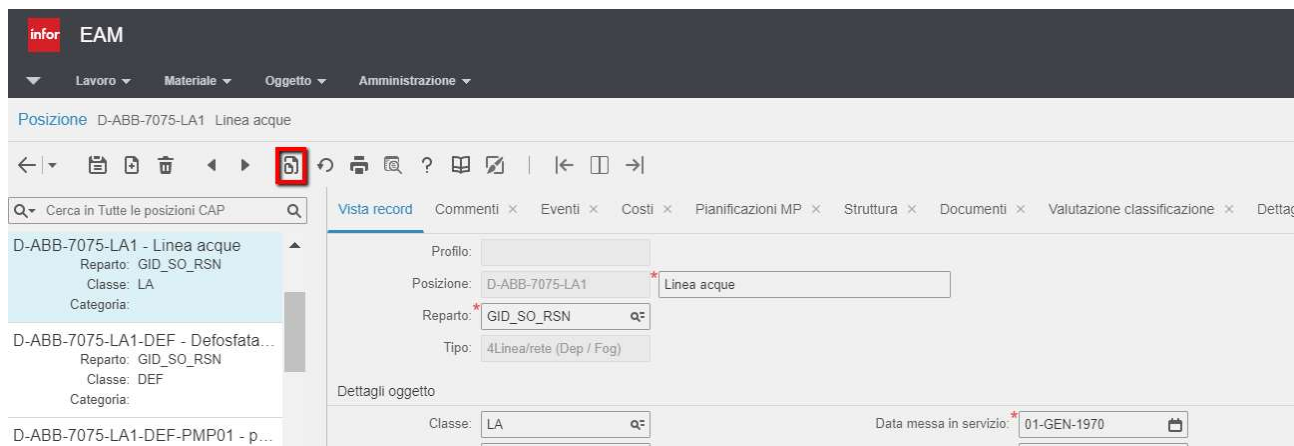 infor EAM
Lavoro Materiale Oggetto Amministrazione
Posizione D-ABB-7075-LA1 Linea acque
?
Cerca in Tutte le posizioni CAP
Vista record Commenti × Eventi × Costi × Pianificazioni MP × Struttura × Documenti × Valutazione classificazione × Dettag
D-ABB-7075-LA1 - Linea acque
Reparto: GID_SO_RSN
Classe: LA
Categoria:
D-ABB-7075-LA1-DEF - Defosfata...
Reparto: GID_SO_RSN
Classe: DEF
Categoria:
D-ABB-7075-LA1-DEF-PMP01 - p...
Profilo:
Posizione: D-ABB-7075-LA1 * Linea acque
Reparto: * GID_SO_RSN
Tipo: 4Linea/rete (Dep / Fog)
Dettagli oggetto
Classe: LA
Data messa in servizio: * 01-GEN-1970